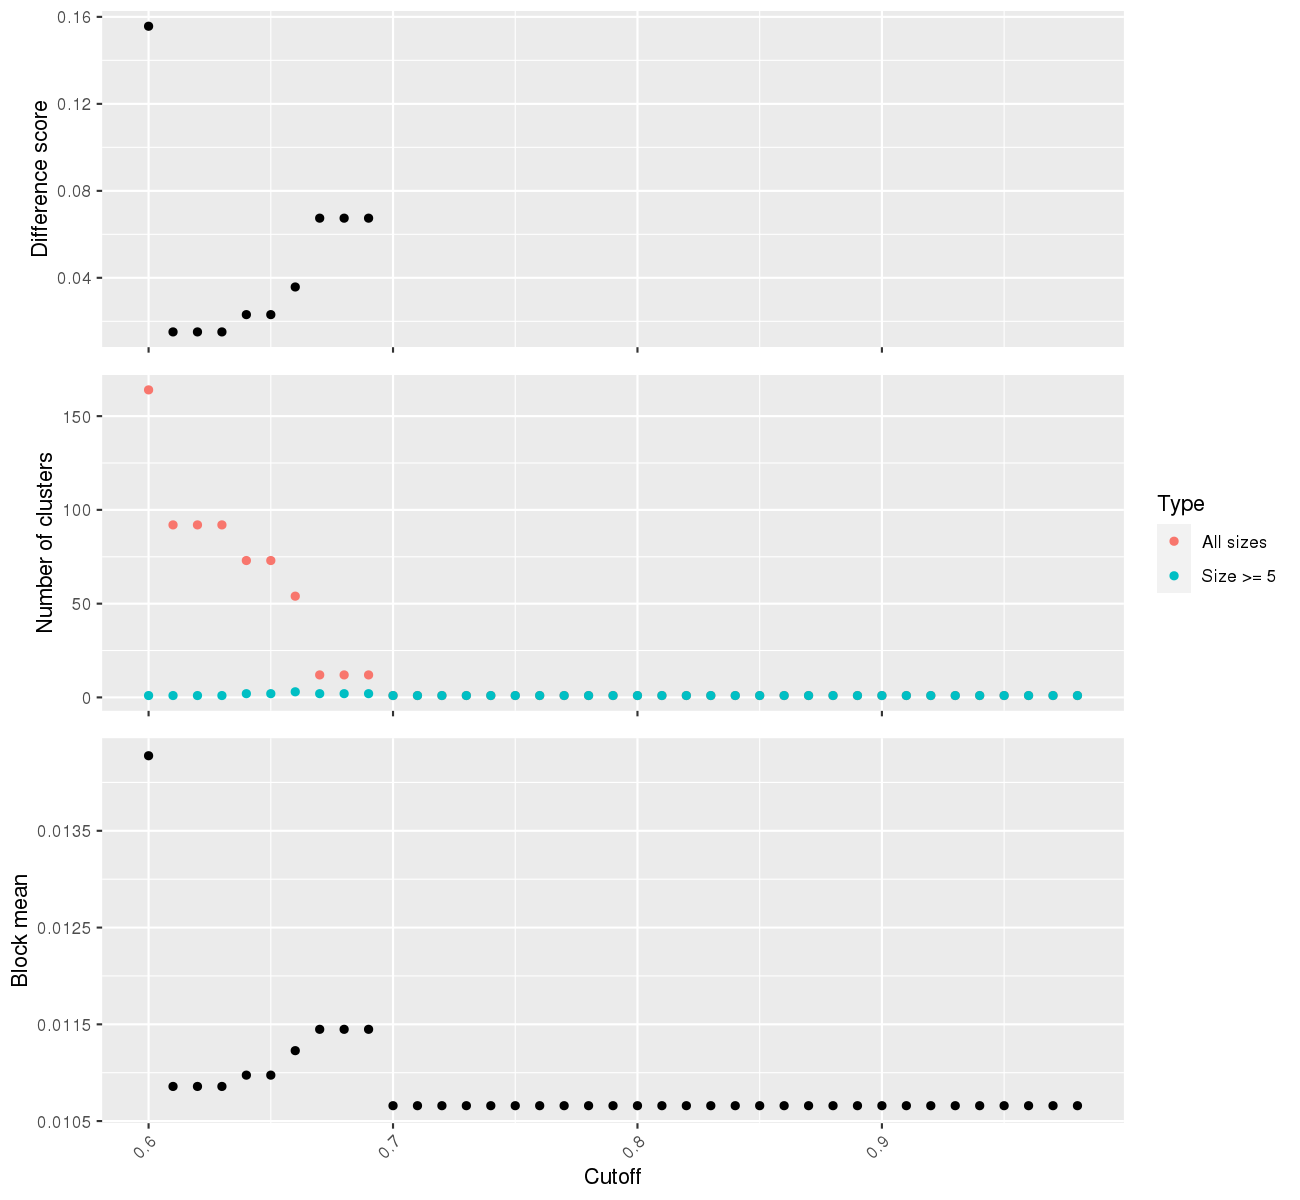 Difference score
0.16
0.12
0.08
0.04
Number of clusters
150
100
50
0
Type
All sizes
Size >= 5
Block mean
0.0135
0.0125
0.0115
0.0105
0.6
0.7
0.8
0.9
Cutoff